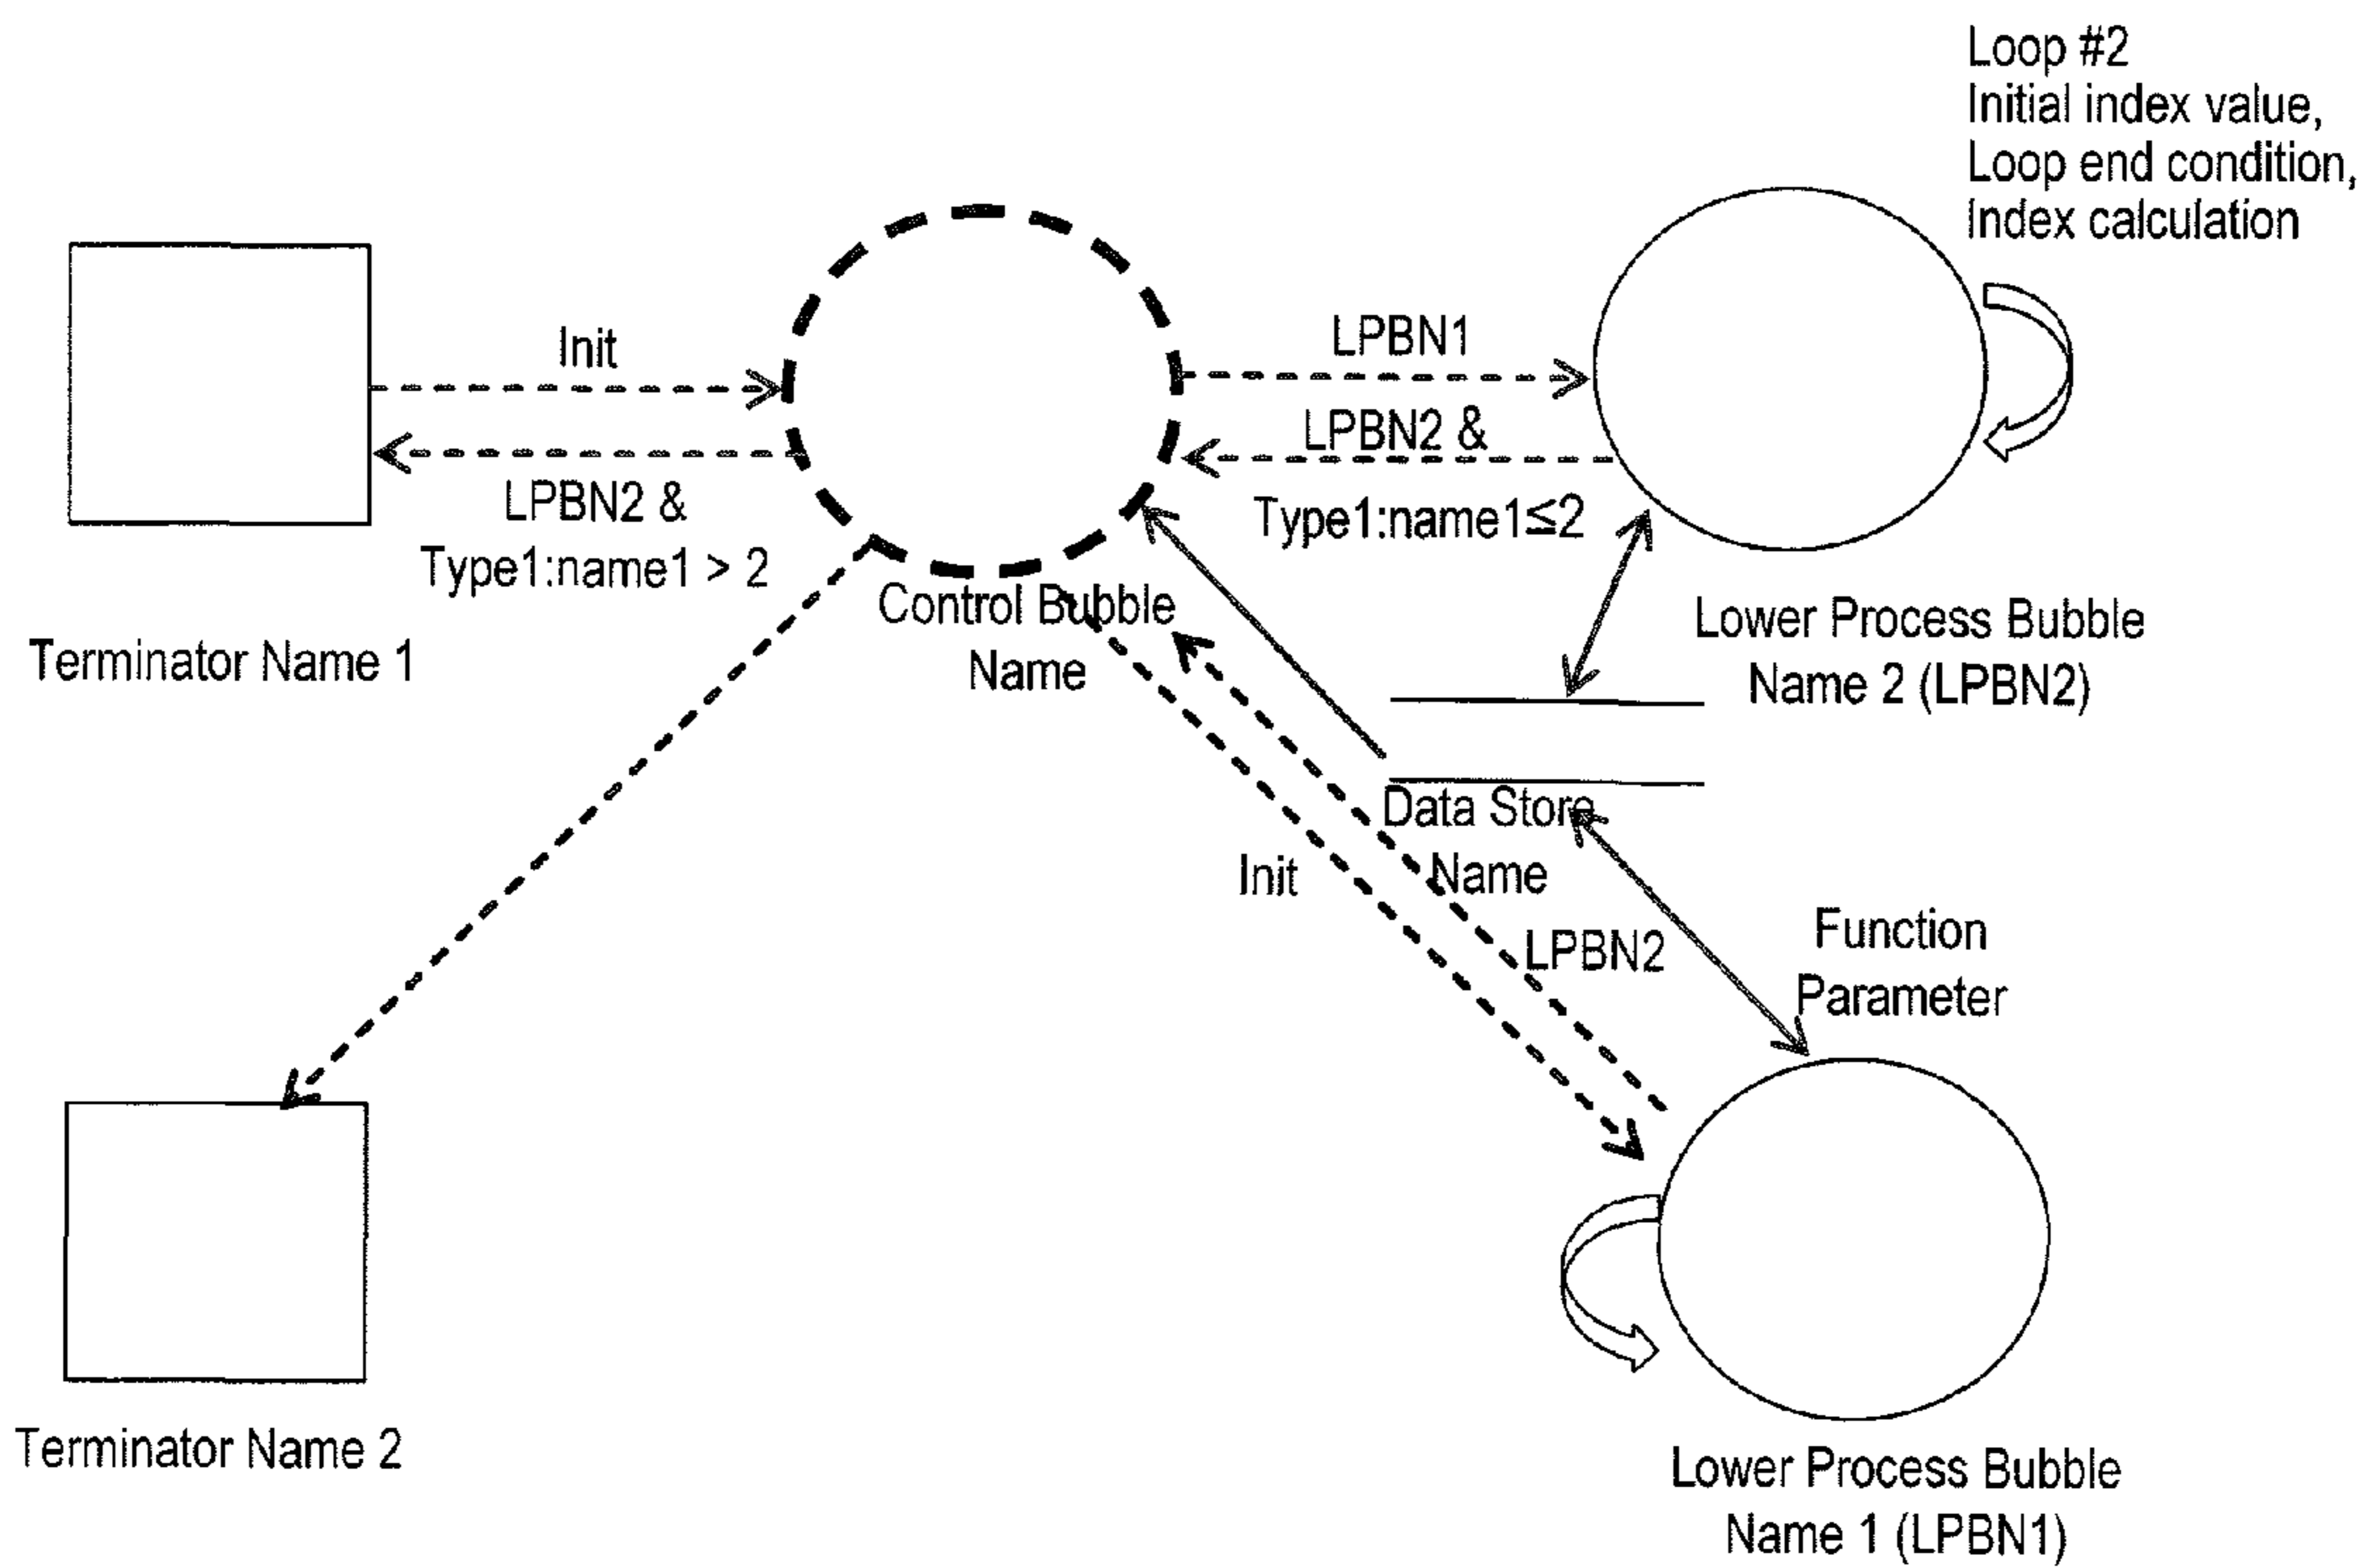 Loop #2
Initial index value,
Loop end condition,
Index calculation
Init
LPBN1
LPBN2 &
Type1:name1≤2
LPBN2 &
Type1:name1 > 2
Control Bubble
Name
Terminator Name 1
Lower Process Bubble
Name 2 (LPBN2)
Data Store
Name
Init
LPBN2
Function
Parameter
Terminator Name 2
Lower Process Bubble
Name 1 (LPBN1)